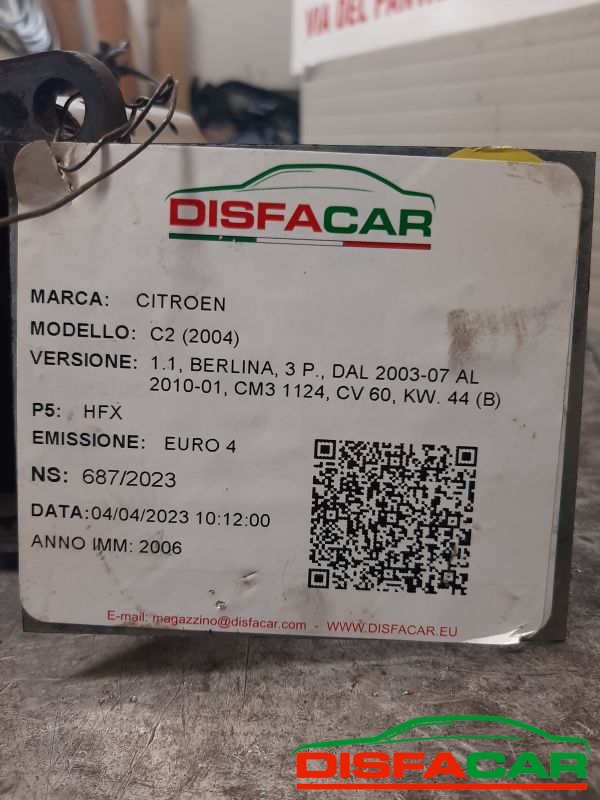 VIA DEL
DISFACAR
MARCA: CITROEN
MODELLO: C2 (2004)
VERSIONE: 1.1, BERLINA, 3 P., DAL 2003-07 AL
2010-01, CM3 1124, CV 60, KW. 44 (B)
P5: HFX
EMISSIONE: EURO 4
NS: 687/2023
DATA:04/04/2023 10:12:00
ANNO IMM: 2006
E-mail: magazzino@disfacar.com - WWW.DISFACAR.EU
DISFACAR